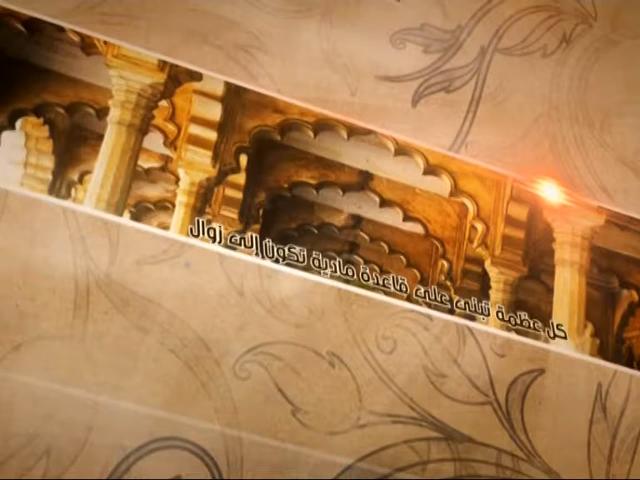 كل عظمة تبنى على قاعدة مادية تكون إلى زوال